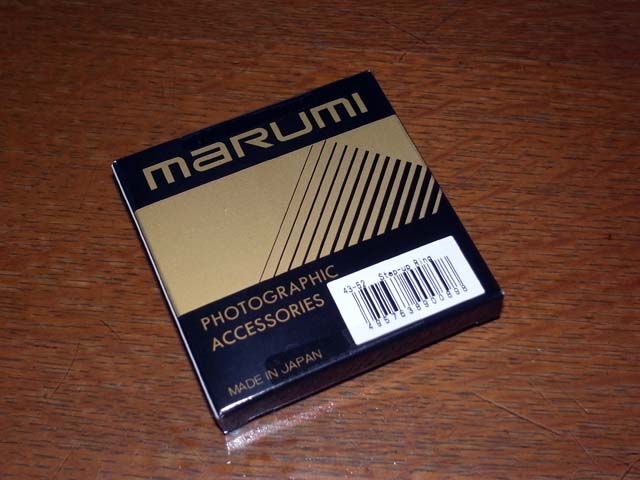 marumi
PHOTOGRAPHIC
ACCESSORIES
MADE IN JAPAN
43-52 Step-up Ring